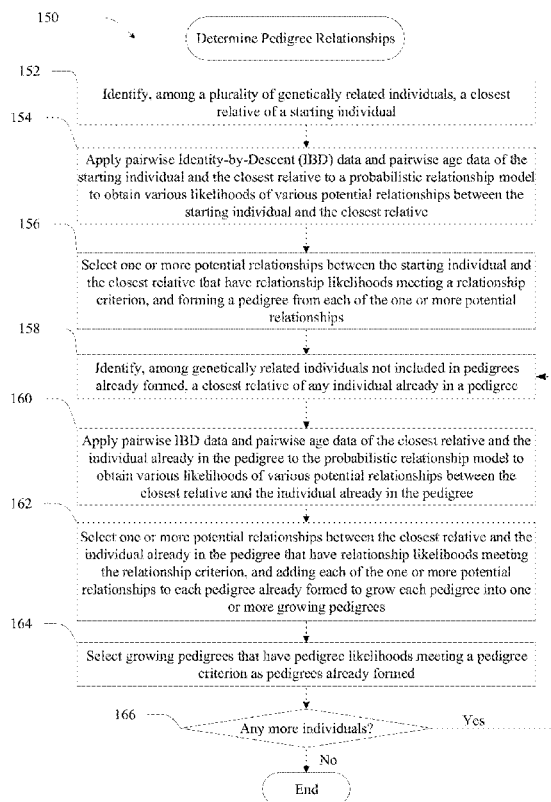 150
Determine Pedigree Relationships
152
Identify, among a plurality of genetically related individuals, a closest
relative of a starting individual
154
Apply pairwise Identity-by-Descent (IBD) data and pairwise age data of the
starting individual and the closest relative to a probabilistic relationship model
to obtain various likelihoods of various potential relationships between the
starting individual and the closest relative
156
Select one or more potential relationships between the starting individual and
the closest relative that have relationship likelihoods meeting a relationship
criterion, and forming a pedigree from each of the one or more potential
relationships
158
Identify, among genetically related individuals not included in pedigrees
already formed, a closest relative of any individual already in a pedigree
160
Apply pairwise IBD data and pairwise age data of the closest relative and the
individual already in the pedigree to the probabilistic relationship model to
obtain various likelihoods of various potential relationships between the
closest relative and the individual already in the pedigree
162
Select one or more potential relationships between the closest relative and the
individual already in the pedigree that have relationship likelihoods meeting
the relationship criterion, and adding each of the one or more potential
relationships to each pedigree already formed to grow each pedigree into one
or more growing pedigrees
164
Select growing pedigrees that have pedigree likelihoods meeting a pedigree
criterion as pedigrees already formed
166
Any more individuals?
Yes
No
End